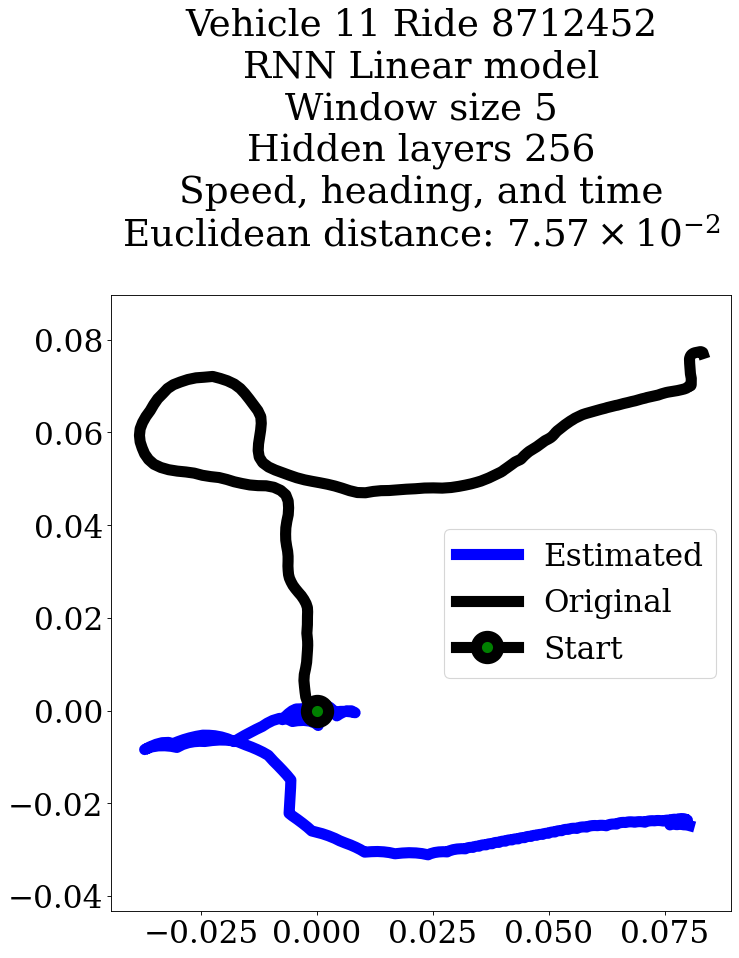 Vehicle 11 Ride 8712452
RNN Linear model
Window size 5
Hidden layers 256
Speed, heading, and time
Euclidean distance: 7.57 × 10⁻²
0.08
0.06
0.04
0.02
0.00
−0.02
−0.04
Estimated
Original
Start
−0.025 0.000 0.025 0.050 0.075